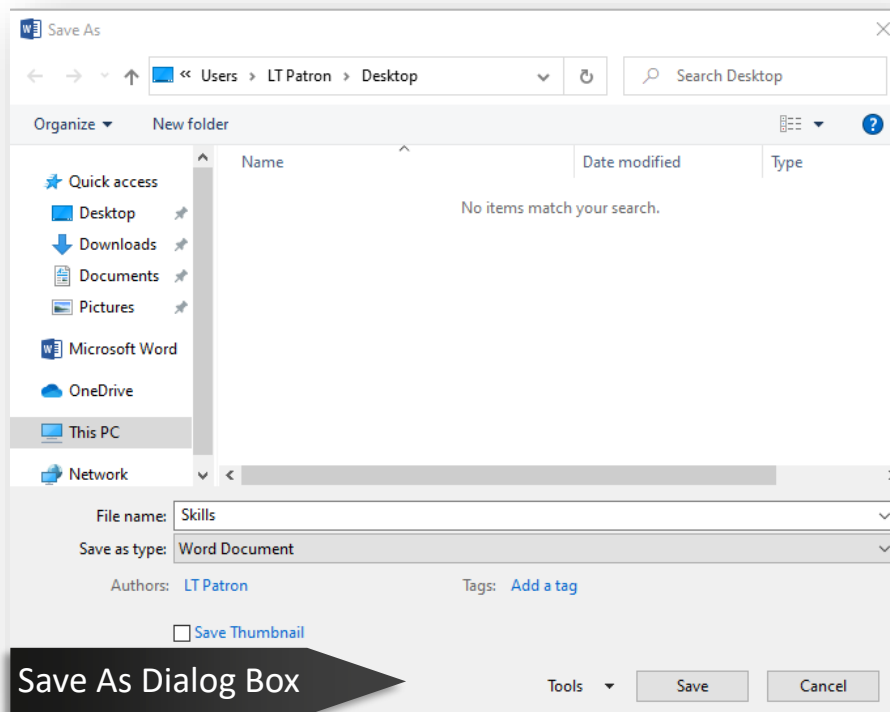 Save As
« Users › LT Patron › Desktop
Search Desktop
Organize
New folder
?
Name
Date modified
Type
No items match your search.
Quick access
Desktop
Downloads
Documents
Pictures
Microsoft Word
OneDrive
This PC
Network
File name: Skills
Save as type: Word Document
Authors: LT Patron
Tags: Add a tag
Save Thumbnail
Save As Dialog Box
Tools
Save
Cancel